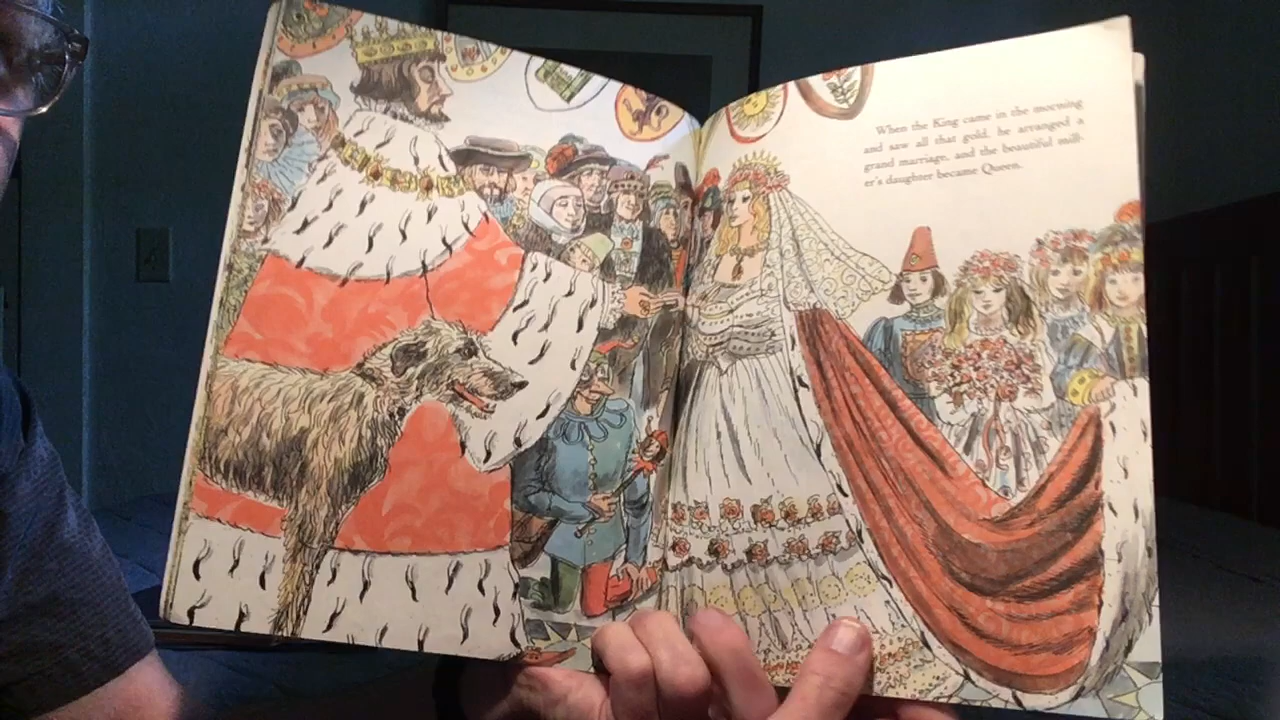 When the King came in the morning
and saw all that gold, he arranged a
grand marriage, and the beautiful mill-
er's daughter became Queen.